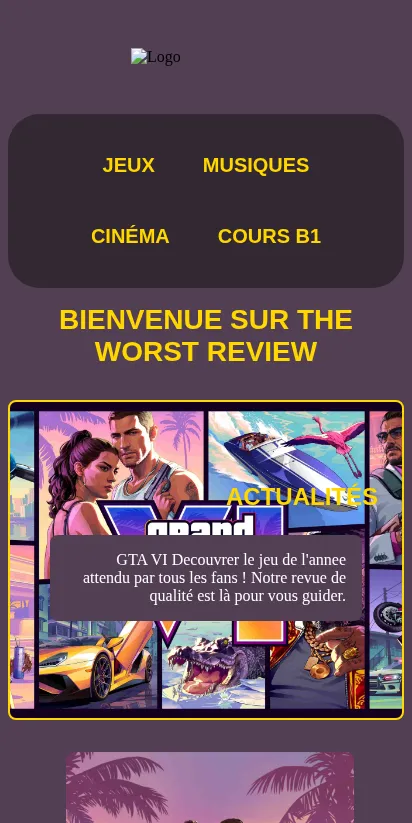 Logo
JEUX MUSIQUES
CINÉMA COURS B1
BIENVENUE SUR THE
WORST REVIEW
ACTUALITÉS
grand
GTA VI Decouvrer le jeu de l'annee
attendu par tous les fans ! Notre revue de
qualité est là pour vous guider.